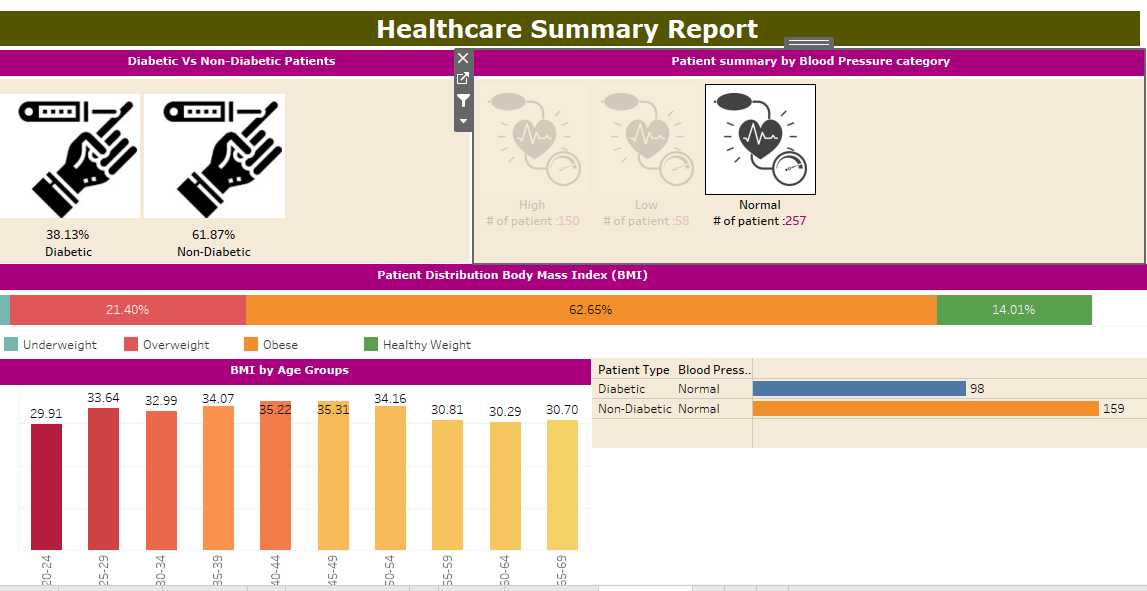 Healthcare Summary Report
Diabetic Vs Non-Diabetic Patients
Patient summary by Blood Pressure category
38.13%
Diabetic
61.87%
Non-Diabetic
High
# of patient :150
Low
# of patient :58
Normal
# of patient :257
Patient Distribution Body Mass Index (BMI)
21.40%
62.65%
14.01%
Underweight
Overweight
Obese
Healthy Weight
BMI by Age Groups
29.91
33.64
32.99
34.07
35.22
35.31
34.16
30.81
30.29
30.70
20-24
25-29
30-34
35-39
40-44
45-49
50-54
55-59
60-64
65-69
Patient Type Blood Press..
Diabetic Normal 98
Non-Diabetic Normal 159